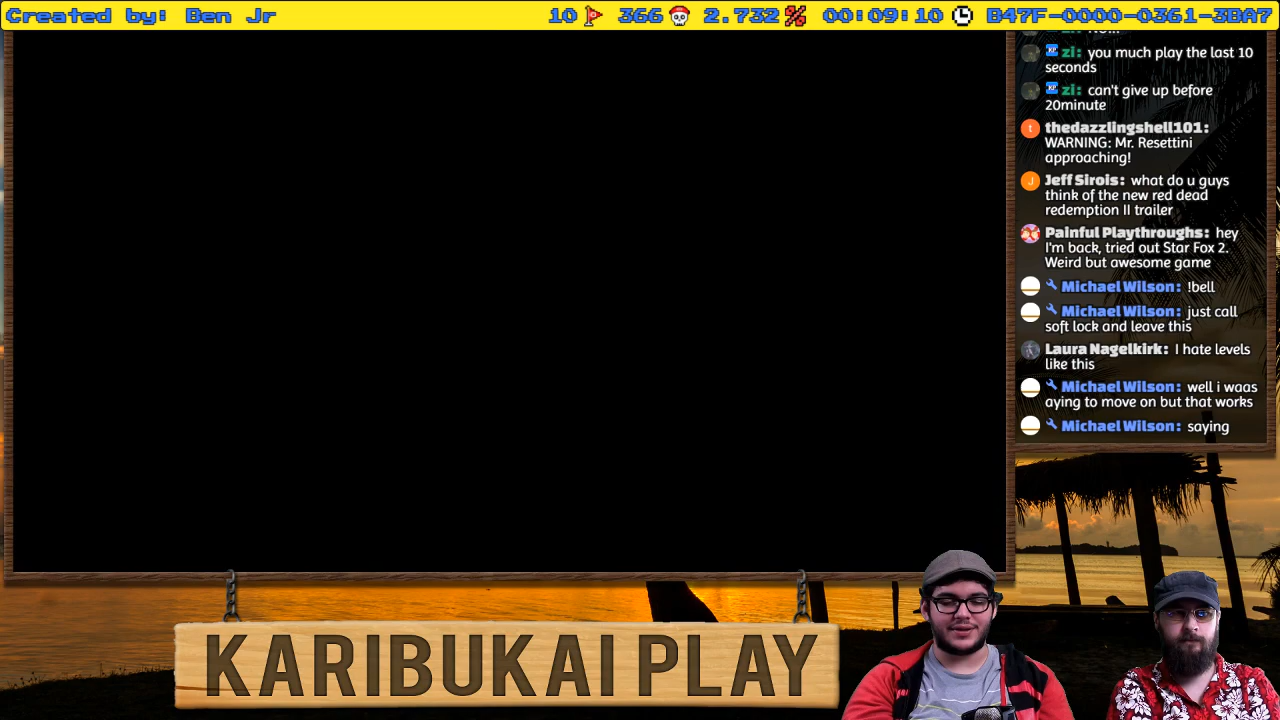 Created by: Ben Jr 10 366 2.732% 00:09:10 B47F-0000-0361-3BA7
zi: you much play the last 10
seconds
zi: can't give up before
20minute
thedazzlingshell101:
WARNING: Mr. Resettini
approaching!
Jeff Sirois: what do u guys
think of the new red dead
redemption II trailer
Painful Playthroughs: hey
I'm back, tried out Star Fox 2.
Weird but awesome game
Michael Wilson: !bell
Michael Wilson: just call
soft lock and leave this
Laura Nagelkirk: I hate levels
like this
Michael Wilson: well i waas
aying to move on but that works
Michael Wilson: saying
KARIBUKAI PLAY